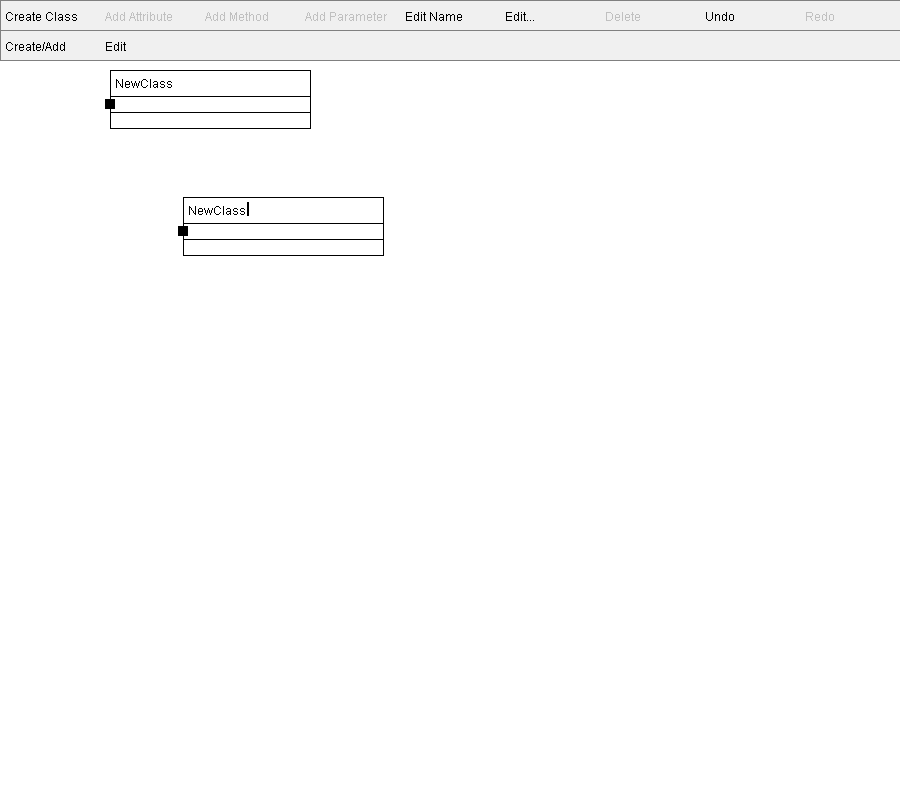 Create Class Add Attribute Add Method Add Parameter Edit Name Edit... Delete Undo Redo
Create/Add Edit
NewClass
NewClass